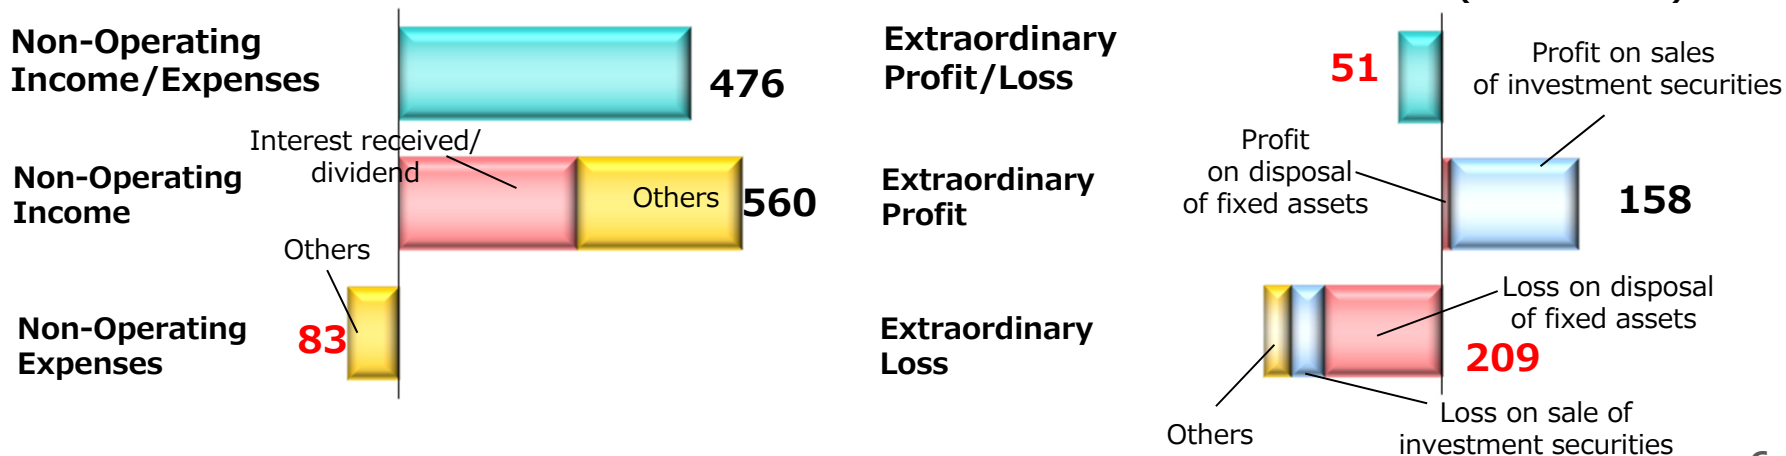 Non-Operating
Income/Expenses
476
Interest received/
dividend
Non-Operating
Income
Others
560
Others
Non-Operating
Expenses
83
Extraordinary
Profit/Loss
51
Profit on sales
of investment securities
Profit
on disposal
of fixed assets
Extraordinary
Profit
158
Loss on disposal
of fixed assets
Extraordinary
Loss
209
Loss on sale of
investment securities
Others